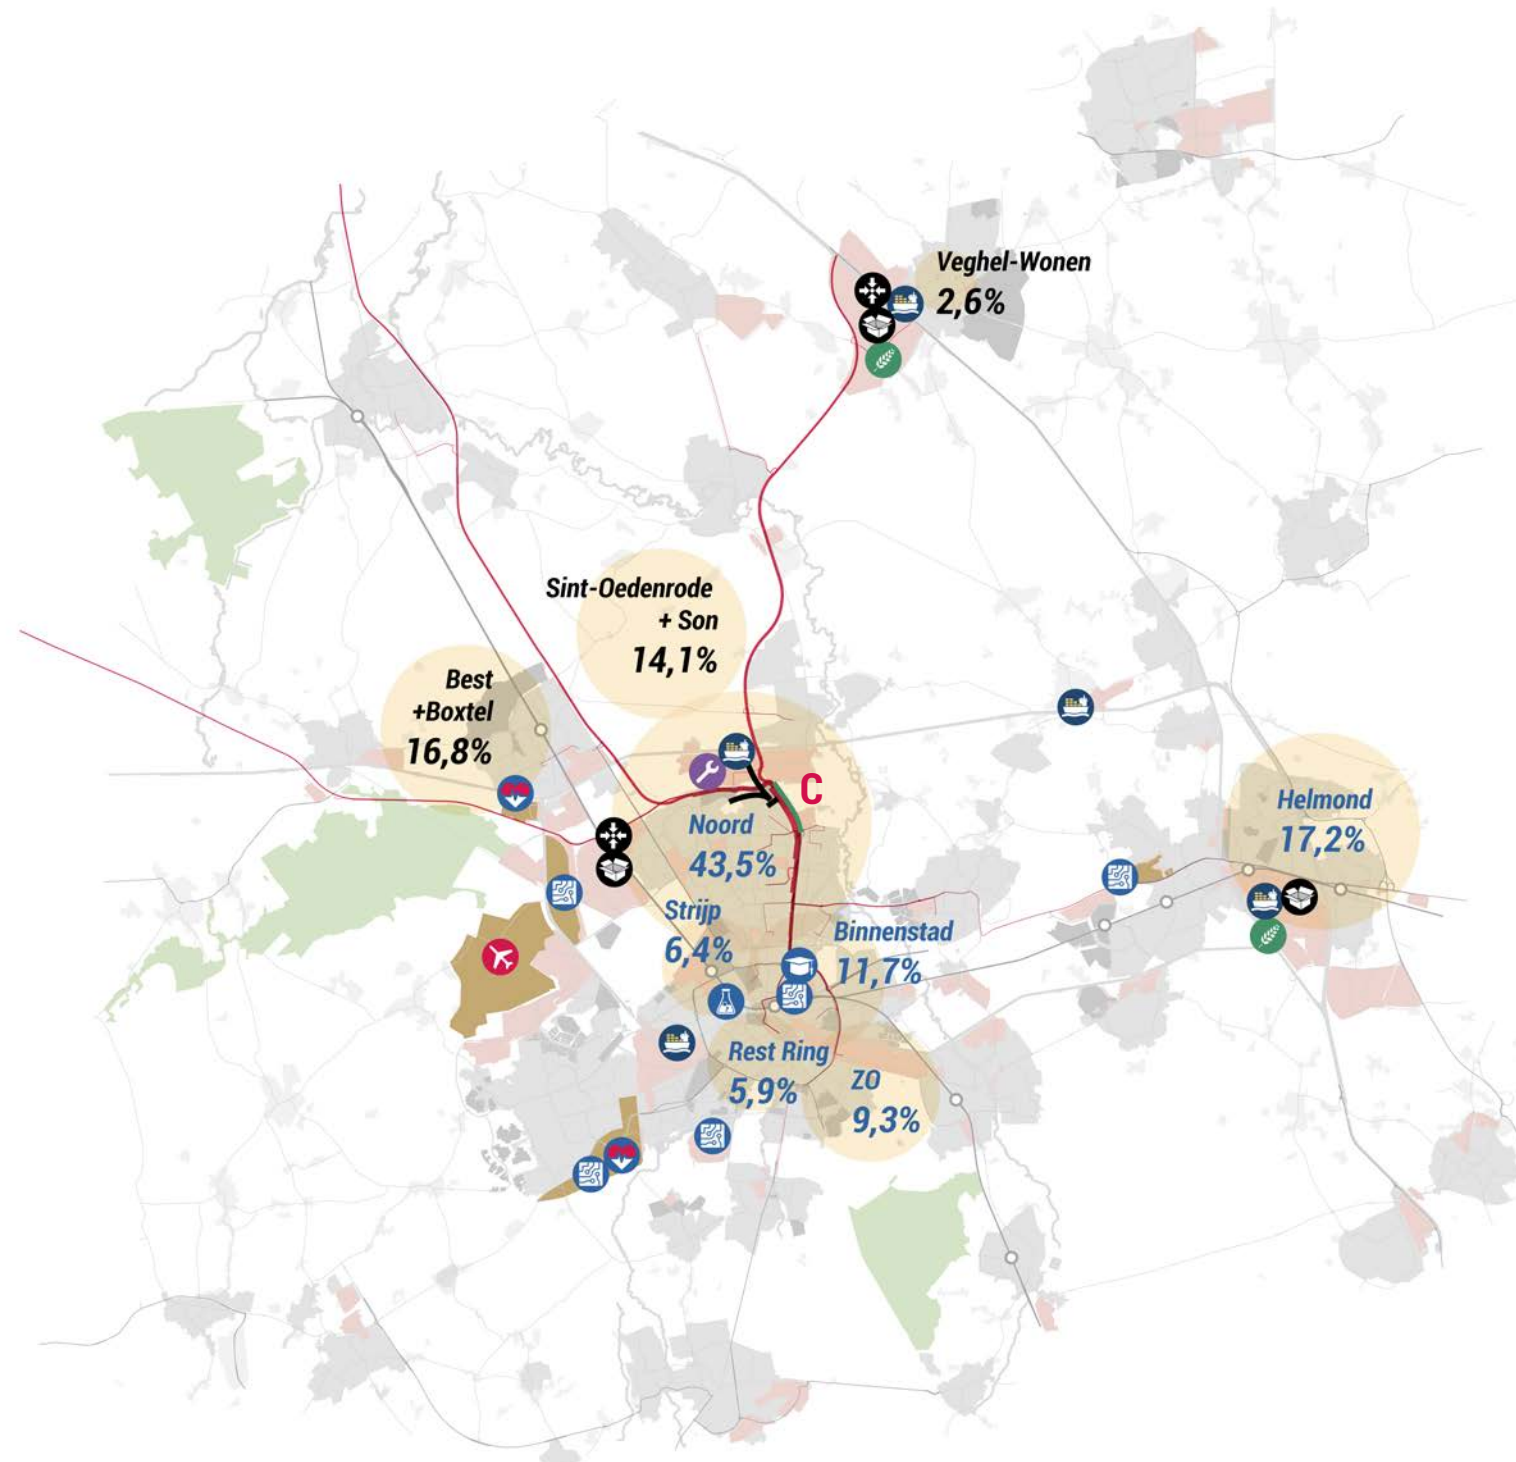 Veghel-Wonen
2,6%
Sint-Oedenrode
+ Son
14,1%
Best
+Boxtel
16,8%
C
Noord
43,5%
Helmond
17,2%
Strijp
6,4%
Binnenstad
11,7%
Rest Ring
5,9%
ZO
9,3%